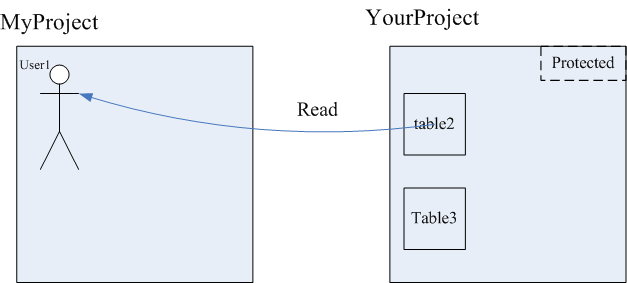 MyProject
YourProject
User1
Protected
Read
table2
Table3